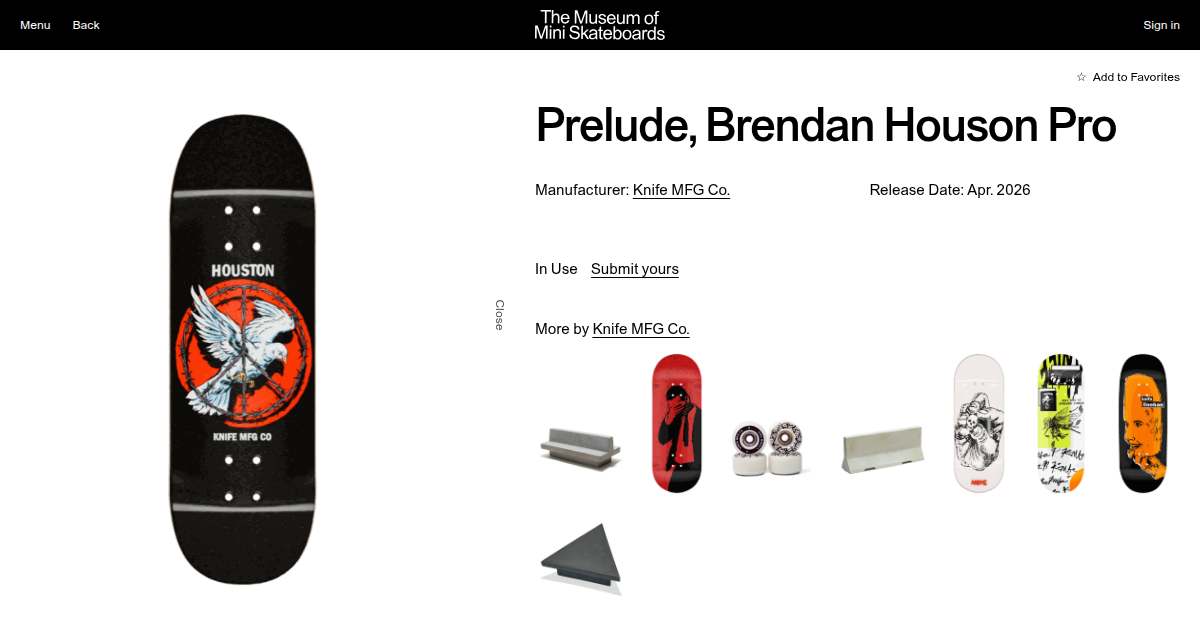 Menu
Back
The Museum of
Mini Skateboards
Sign in
☆ Add to Favorites
Prelude, Brendan Houson Pro
Manufacturer: Knife MFG Co.
Release Date: Apr. 2026
HOUSTON
KNIFE MFG CO
Close
In Use
Submit yours
More by Knife MFG Co.